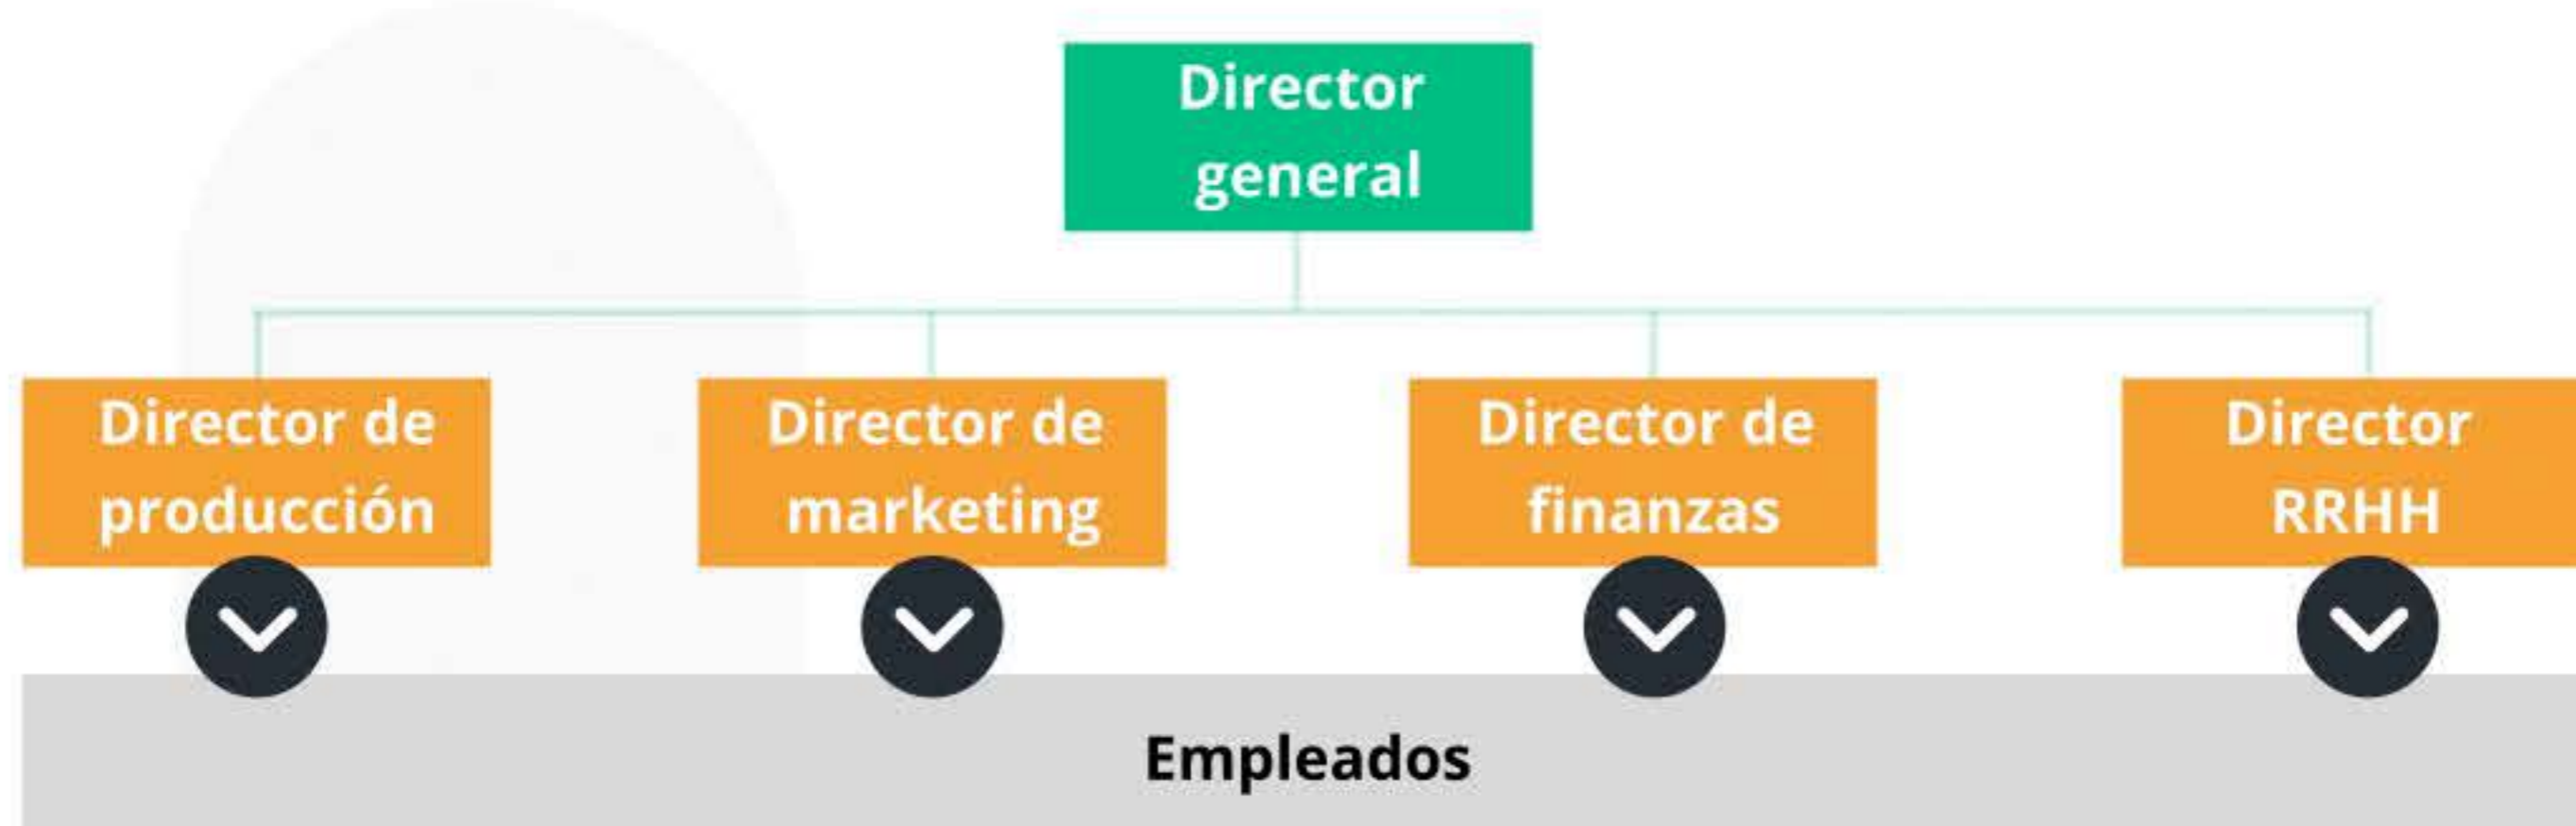 Director
general
Director de
producción
Director de
marketing
Director de
finanzas
Director
RRHH
Empleados